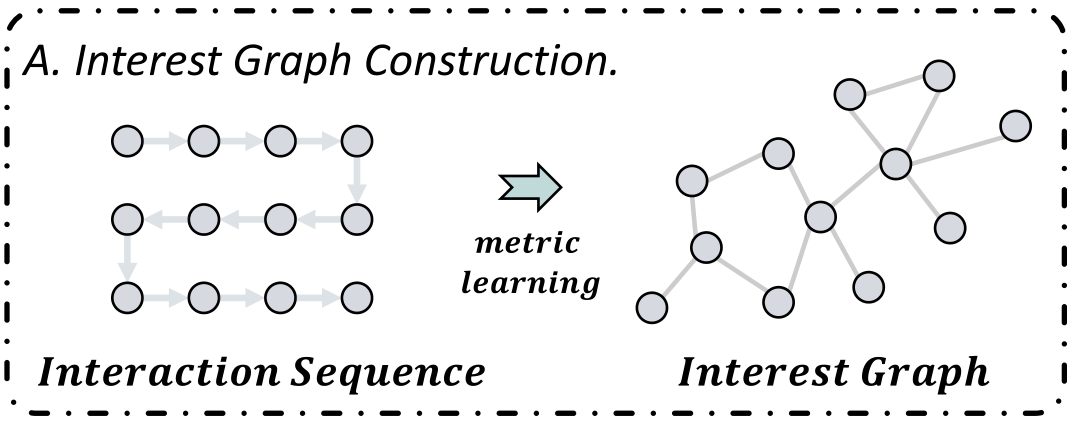 A. Interest Graph Construction.
metric
learning
Interaction Sequence
Interest Graph